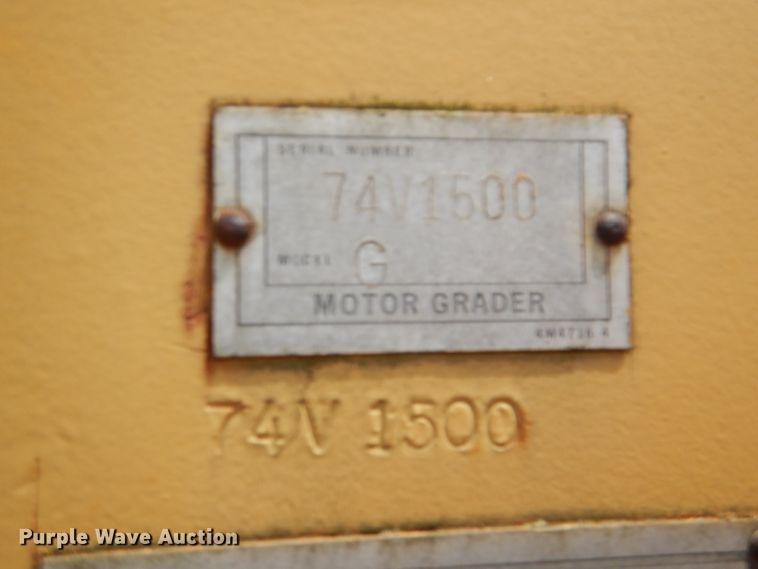 SERIAL NUMBER
74V1500
MODEL G
MOTOR GRADER
74V 1500
Purple Wave Auction